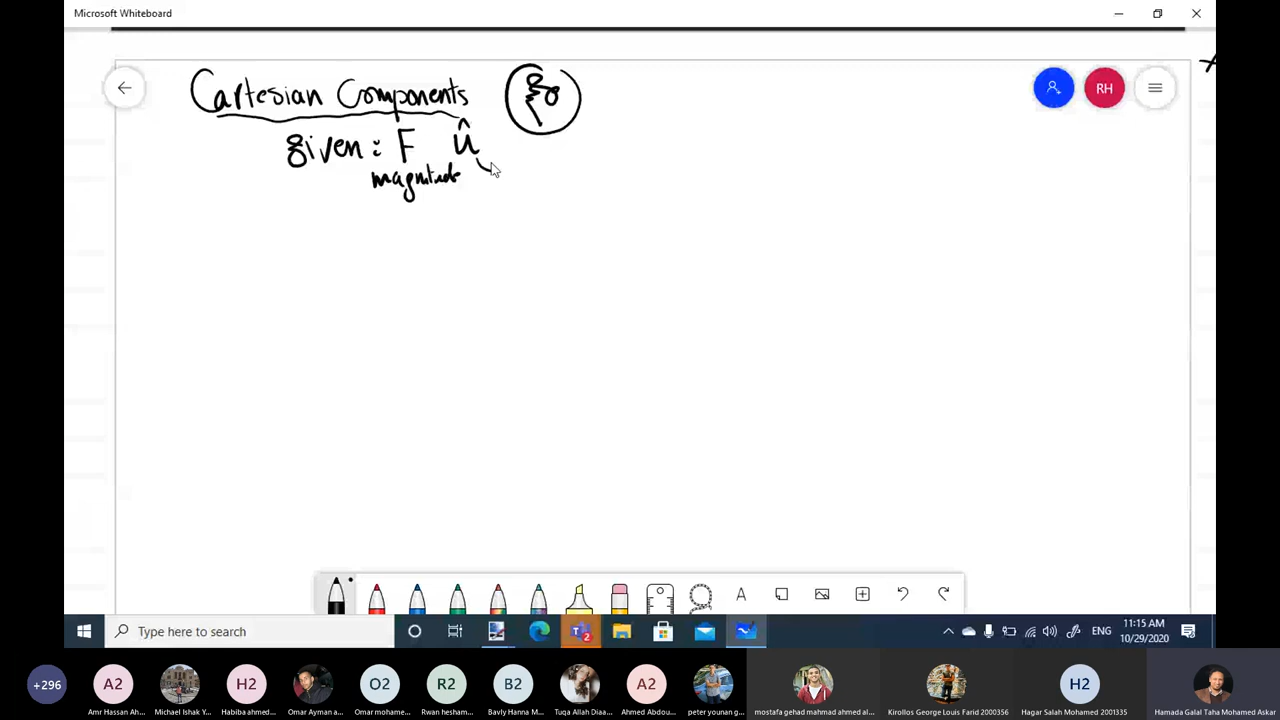 Microsoft Whiteboard
Cartesian Components
given : F û
magnitude
RH
A
Type here to search
2
ENG
11:15 AM
10/29/2020
+296
A2
H2
O2
R2
B2
A2
H2
Amr Hassan Ah...
Michael Ishak Y...
Habiba ahmed...
Omar Ayman a...
Omar mohame...
Rwan hesham...
Bavly Hanna M...
Tuqa Allah Diaa...
Ahmed Abdou...
peter younan g...
mostafa gehad mahmad ahmed al...
Kirollos George Louis Farid 2000356
Hagar Salah Mohamed 2001335
Hamada Galal Taha Mohamed Askar